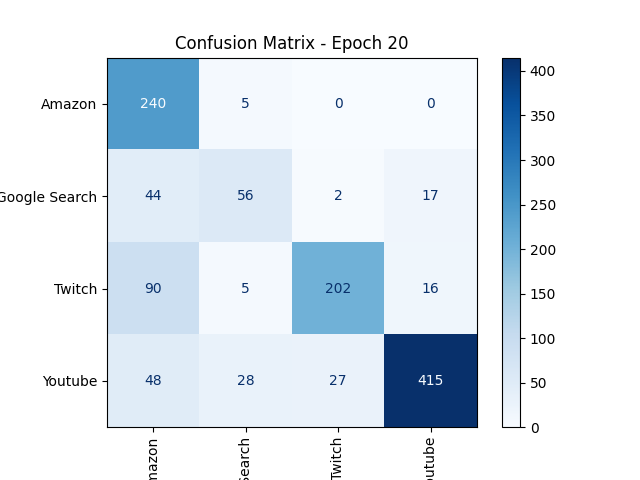 Confusion Matrix - Epoch 20
Amazon 240 5 0 0
Google Search 44 56 2 17
Twitch 90 5 202 16
Youtube 48 28 27 415
mazon
earch
Twitch
outube
400
350
300
250
200
150
100
50
0